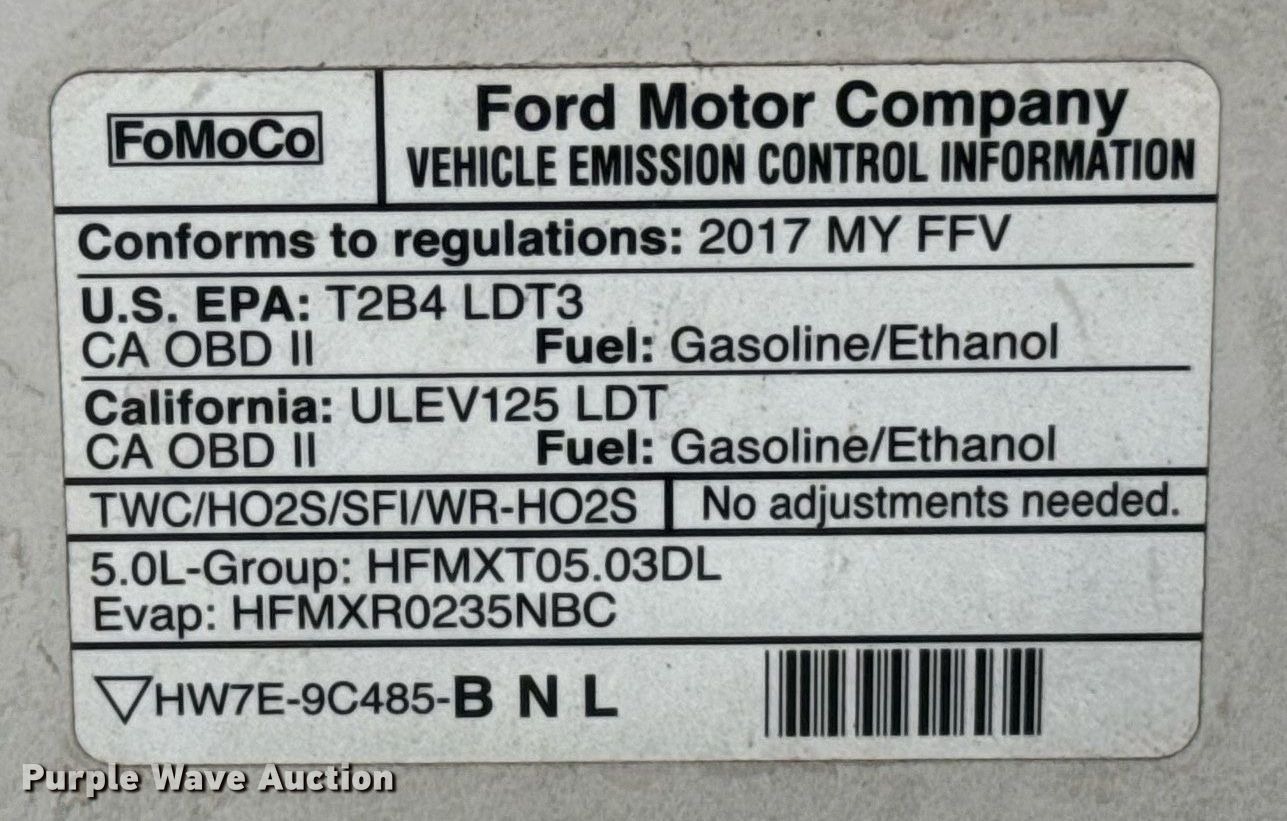 FoMoCo
Ford Motor Company
VEHICLE EMISSION CONTROL INFORMATION
Conforms to regulations: 2017 MY FFV
U.S. EPA: T2B4 LDT3
CA OBD II Fuel: Gasoline/Ethanol
California: ULEV125 LDT
CA OBD II Fuel: Gasoline/Ethanol
TWC/HO2S/SFI/WR-HO2S No adjustments needed.
5.0L-Group: HFMXT05.03DL
Evap: HFMXR0235NBC
HW7E-9C485-B N L
Purple Wave Auction